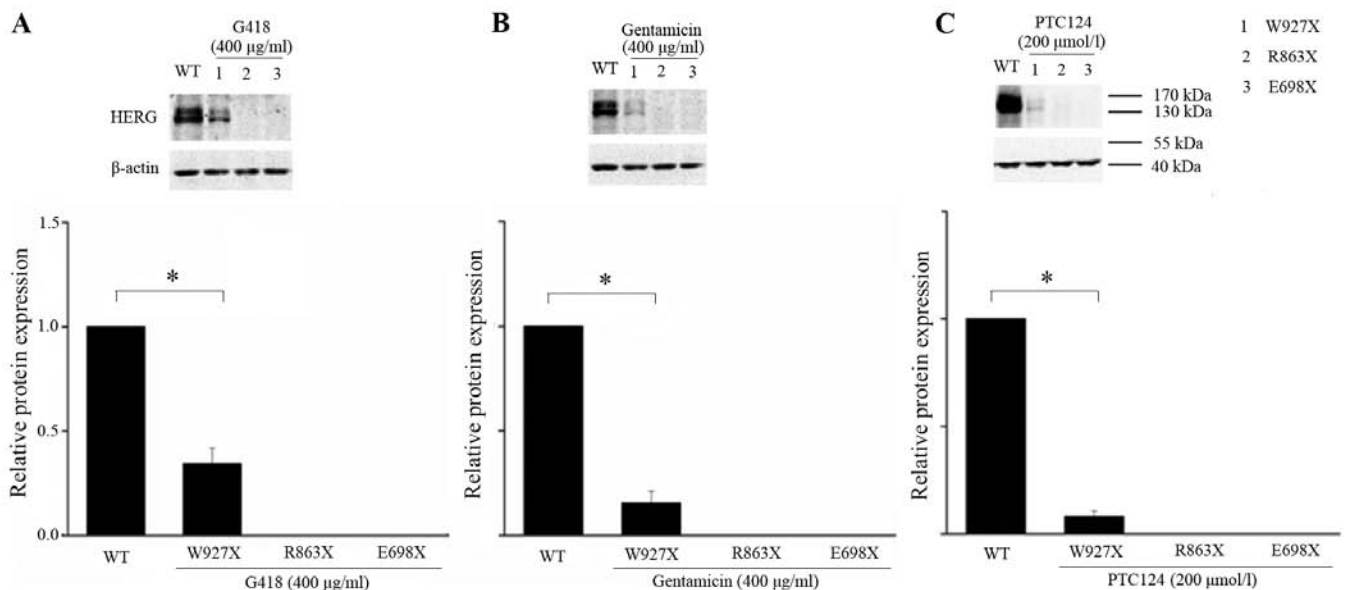 A
G418
(400 μg/ml)
WT 1 2 3
HERG
β-actin
Relative protein expression
1.5
1.0
0.5
0.0
*
WT W927X R863X E698X
G418 (400 μg/ml)
B
Gentamicin
(400 μg/ml)
WT 1 2 3
Relative protein expression
*
WT W927X R863X E698X
Gentamicin (400 μg/ml)
C
PTC124
(200 μmol/l)
WT 1 2 3
170 kDa
130 kDa
55 kDa
40 kDa
1 W927X
2 R863X
3 E698X
Relative protein expression
*
WT W927X R863X E698X
PTC124 (200 μmol/l)